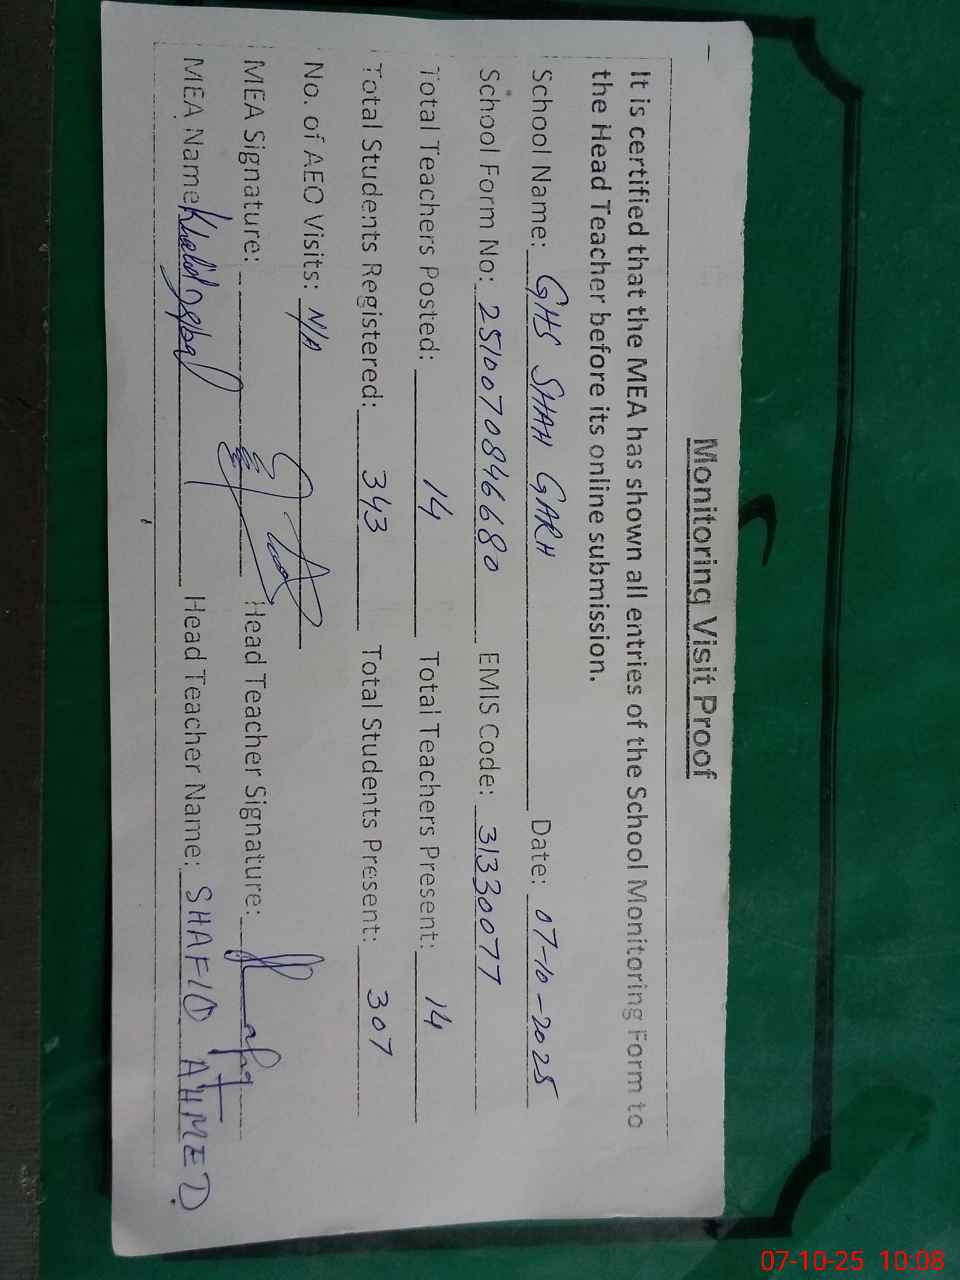 Monitoring Visit Proof
It is certified that the MEA has shown all entries of the School Monitoring Form to
the Head Teacher before its online submission.
School Name: GHS SHAH GARH Date: 07-10-2025
School Form No: 2510070846680 EMIS Code: 31330077
Total Teachers Posted: 14 Total Teachers Present: 14
Total Students Registered: 343 Total Students Present: 307
No. of AEO Visits: N/A
MEA Signature: Head Teacher Signature:
MEA Name Khalid Iqbal Head Teacher Name: SHAFIQ AHMED.
07-10-25 10:08